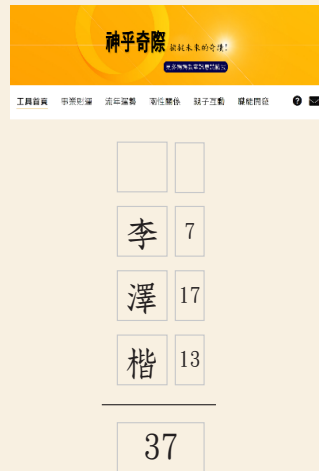 神乎奇際
工具首頁 事業財運 流年運勢 兩性關係 親子互動 職能開發
李 7
澤 17
楷 13
37